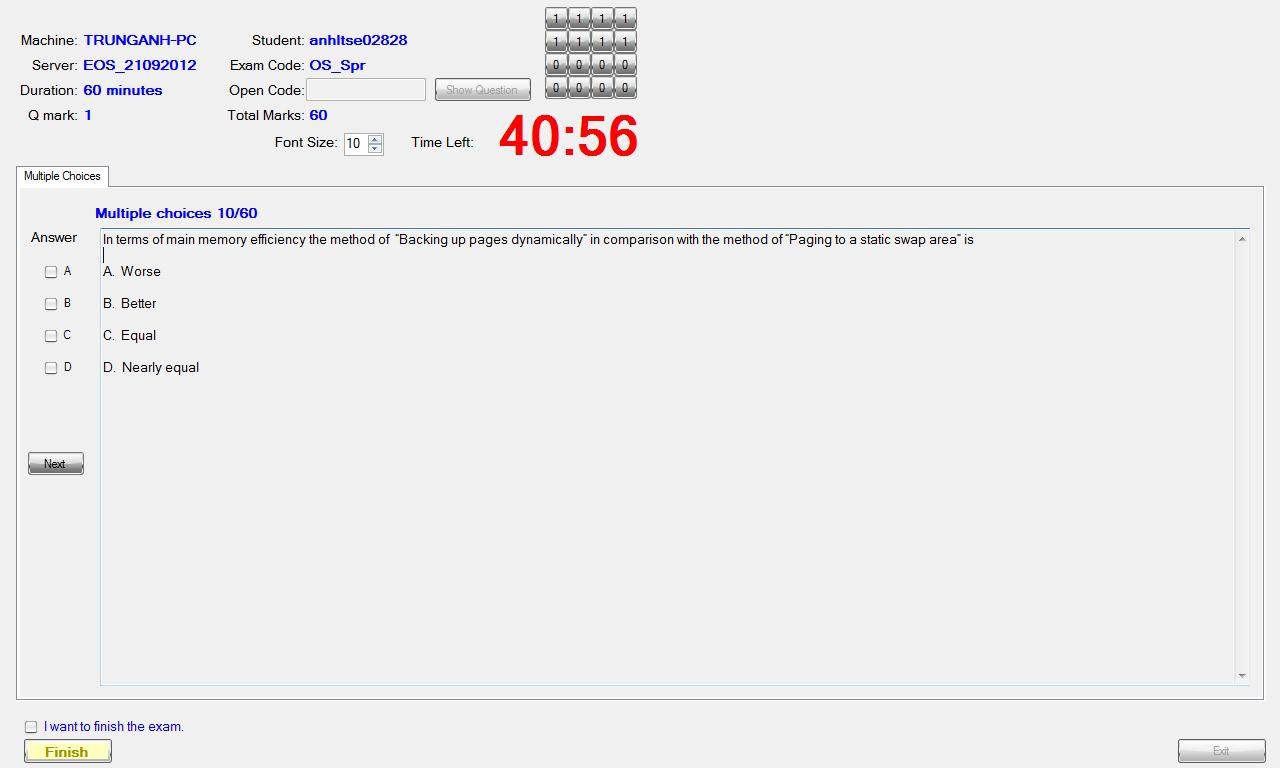 1 1 1 1
Machine: TRUNGANH-PC Student: anhltse02828 1 1 1 1
Server: EOS_21092012 Exam Code: OS_Spr 0 0 0 0
Duration: 60 minutes Open Code: Show Question 0 0 0 0
Q mark: 1 Total Marks: 60
Font Size: 10 Time Left: 40:56
Multiple Choices
Multiple choices 10/60
Answer In terms of main memory efficiency the method of “Backing up pages dynamically” in comparison with the method of “Paging to a static swap area” is
A A. Worse
B B. Better
C C. Equal
D D. Nearly equal
Next
I want to finish the exam.
Finish Exit